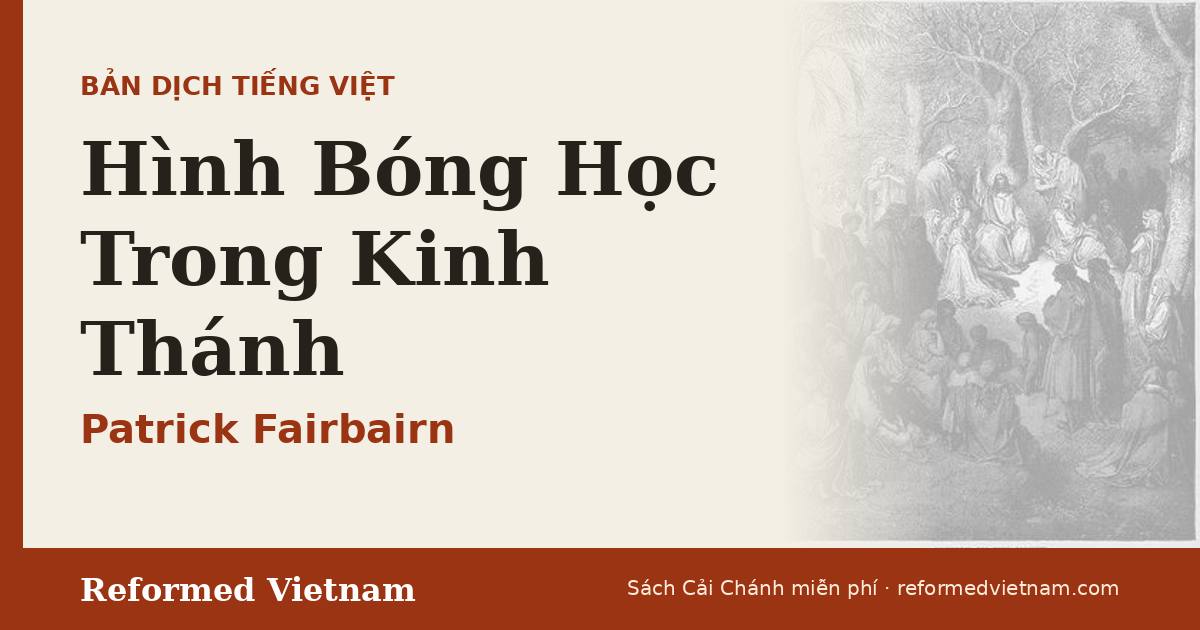 BẢN DỊCH TIẾNG VIỆT
Hình Bóng Học
Trong Kinh
Thánh
Patrick Fairbairn
Reformed Vietnam
Sách Cải Chánh miễn phí · reformedvietnam.com